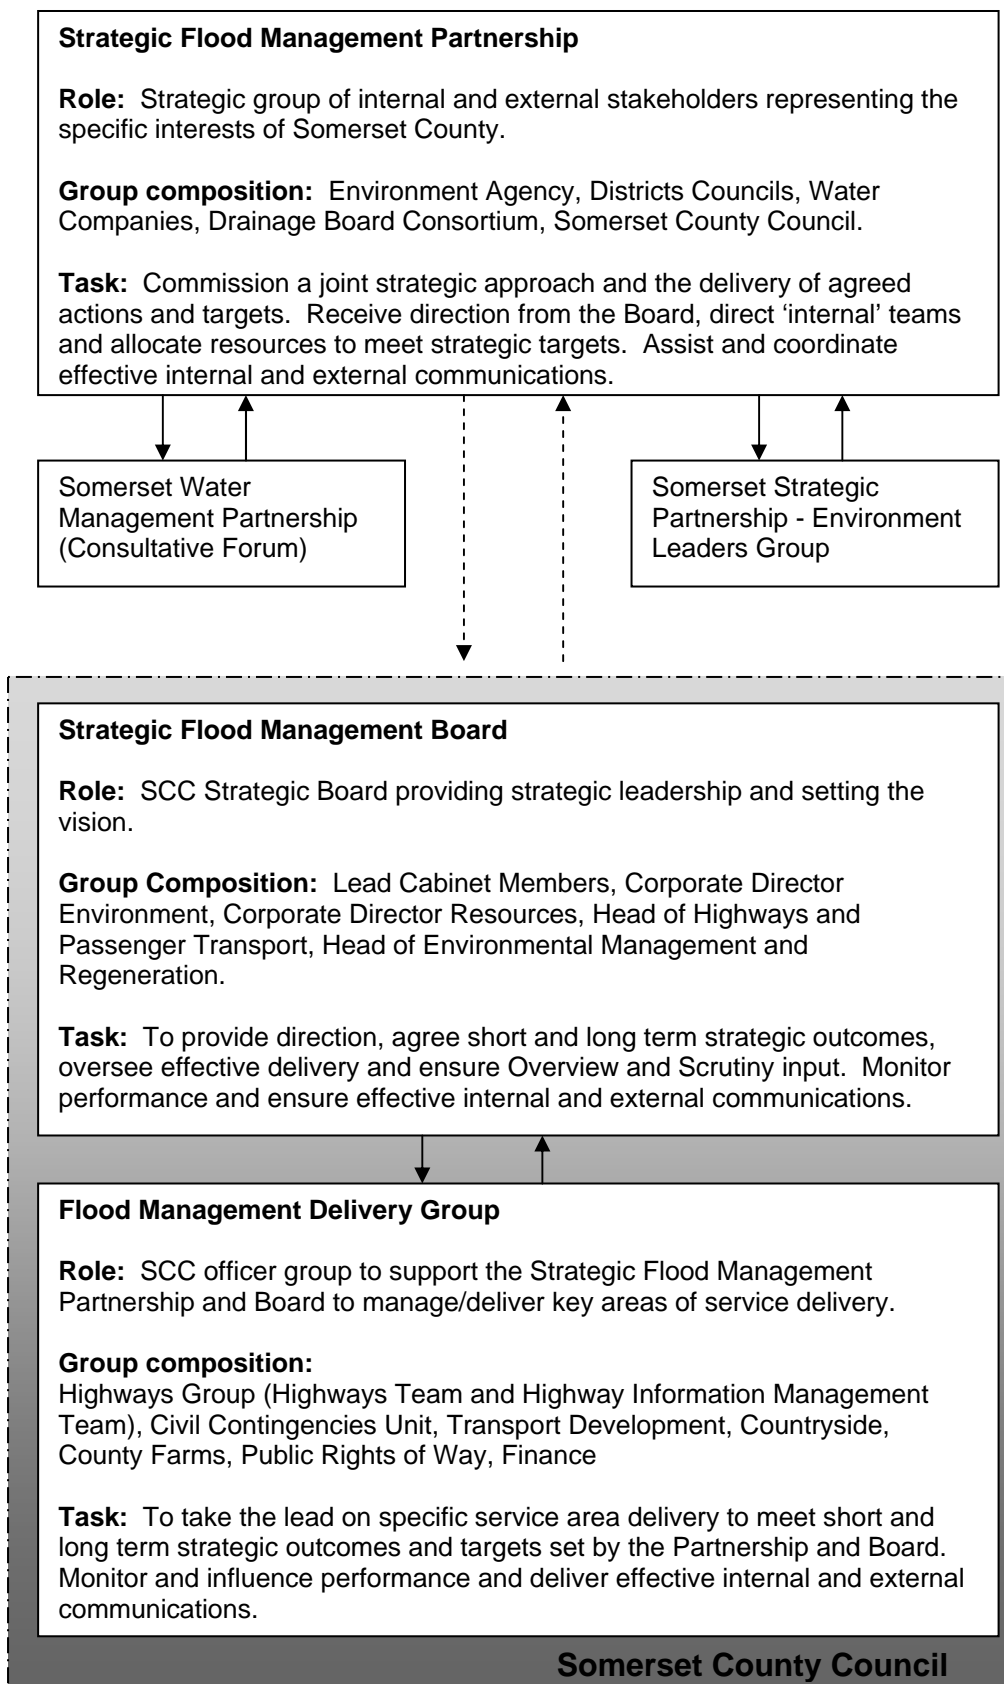 Strategic Flood Management Partnership
Role: Strategic group of internal and external stakeholders representing the
specific interests of Somerset County.
Group composition: Environment Agency, Districts Councils, Water
Companies, Drainage Board Consortium, Somerset County Council.
Task: Commission a joint strategic approach and the delivery of agreed
actions and targets. Receive direction from the Board, direct ‘internal’ teams
and allocate resources to meet strategic targets. Assist and coordinate
effective internal and external communications.
Somerset Water
Management Partnership
(Consultative Forum)
Somerset Strategic
Partnership - Environment
Leaders Group
Strategic Flood Management Board
Role: SCC Strategic Board providing strategic leadership and setting the
vision.
Group Composition: Lead Cabinet Members, Corporate Director
Environment, Corporate Director Resources, Head of Highways and
Passenger Transport, Head of Environmental Management and
Regeneration.
Task: To provide direction, agree short and long term strategic outcomes,
oversee effective delivery and ensure Overview and Scrutiny input. Monitor
performance and ensure effective internal and external communications.
Flood Management Delivery Group
Role: SCC officer group to support the Strategic Flood Management
Partnership and Board to manage/deliver key areas of service delivery.
Group composition:
Highways Group (Highways Team and Highway Information Management
Team), Civil Contingencies Unit, Transport Development, Countryside,
County Farms, Public Rights of Way, Finance
Task: To take the lead on specific service area delivery to meet short and
long term strategic outcomes and targets set by the Partnership and Board.
Monitor and influence performance and deliver effective internal and external
communications.
Somerset County Council